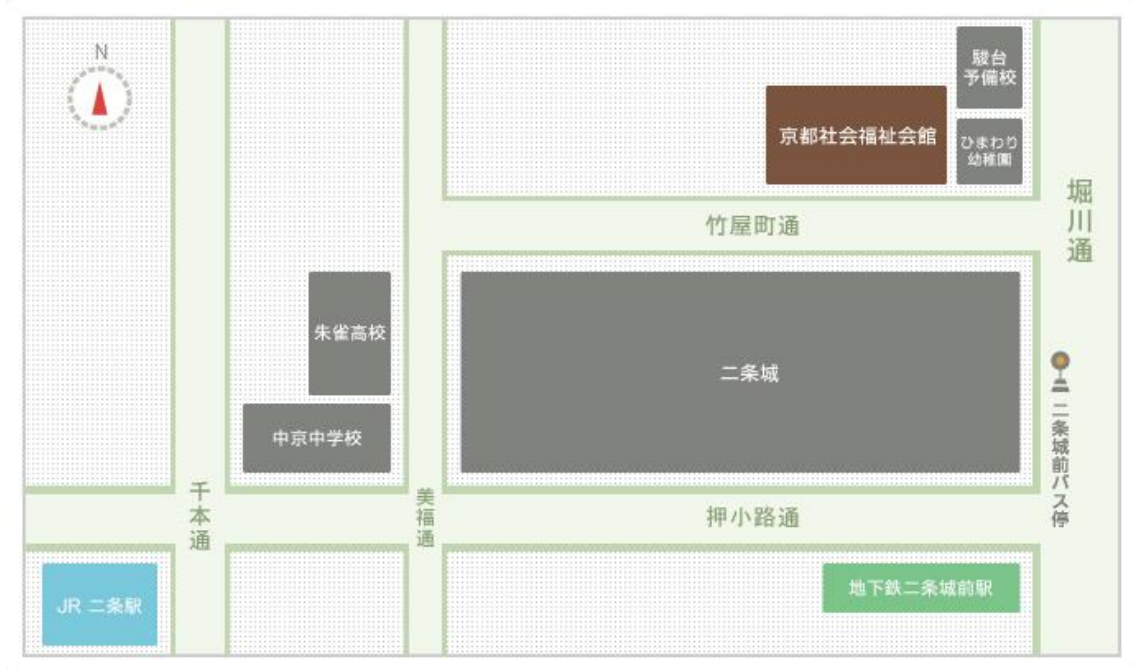 N
駿台
予備校
京都社会福祉会館
ひまわり
幼稚園
堀川通
竹屋町通
朱雀高校
二条城
中京中学校
二条城前バス停
千本通
美福通
押小路通
JR 二条駅
地下鉄二条城前駅